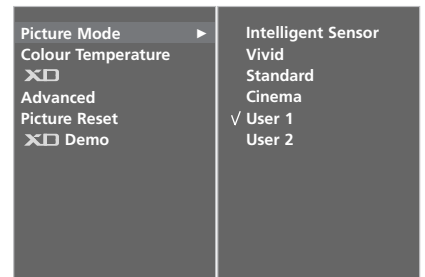 Picture Mode ►
Colour Temperature
XD
Advanced
Picture Reset
XD Demo
Intelligent Sensor
Vivid
Standard
Cinema
√ User 1
User 2